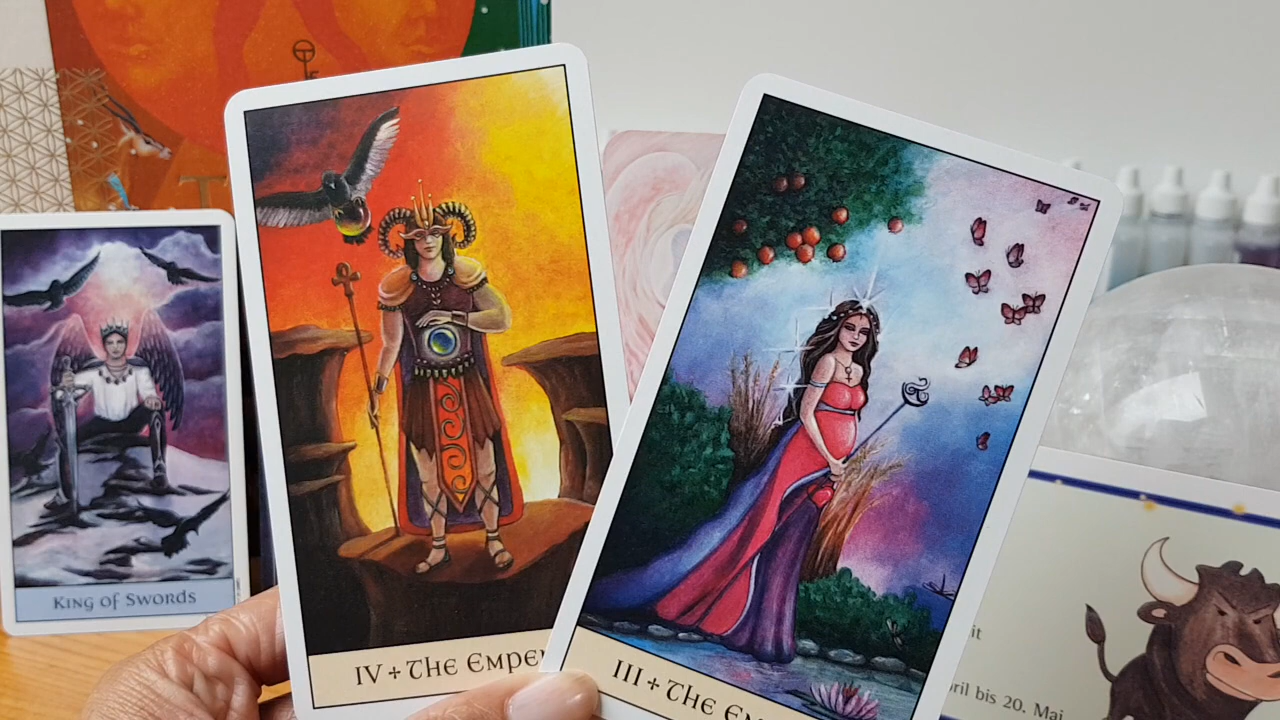 King of Swords
IV + The Emper
III + The Em
it
ril bis 20. Mai